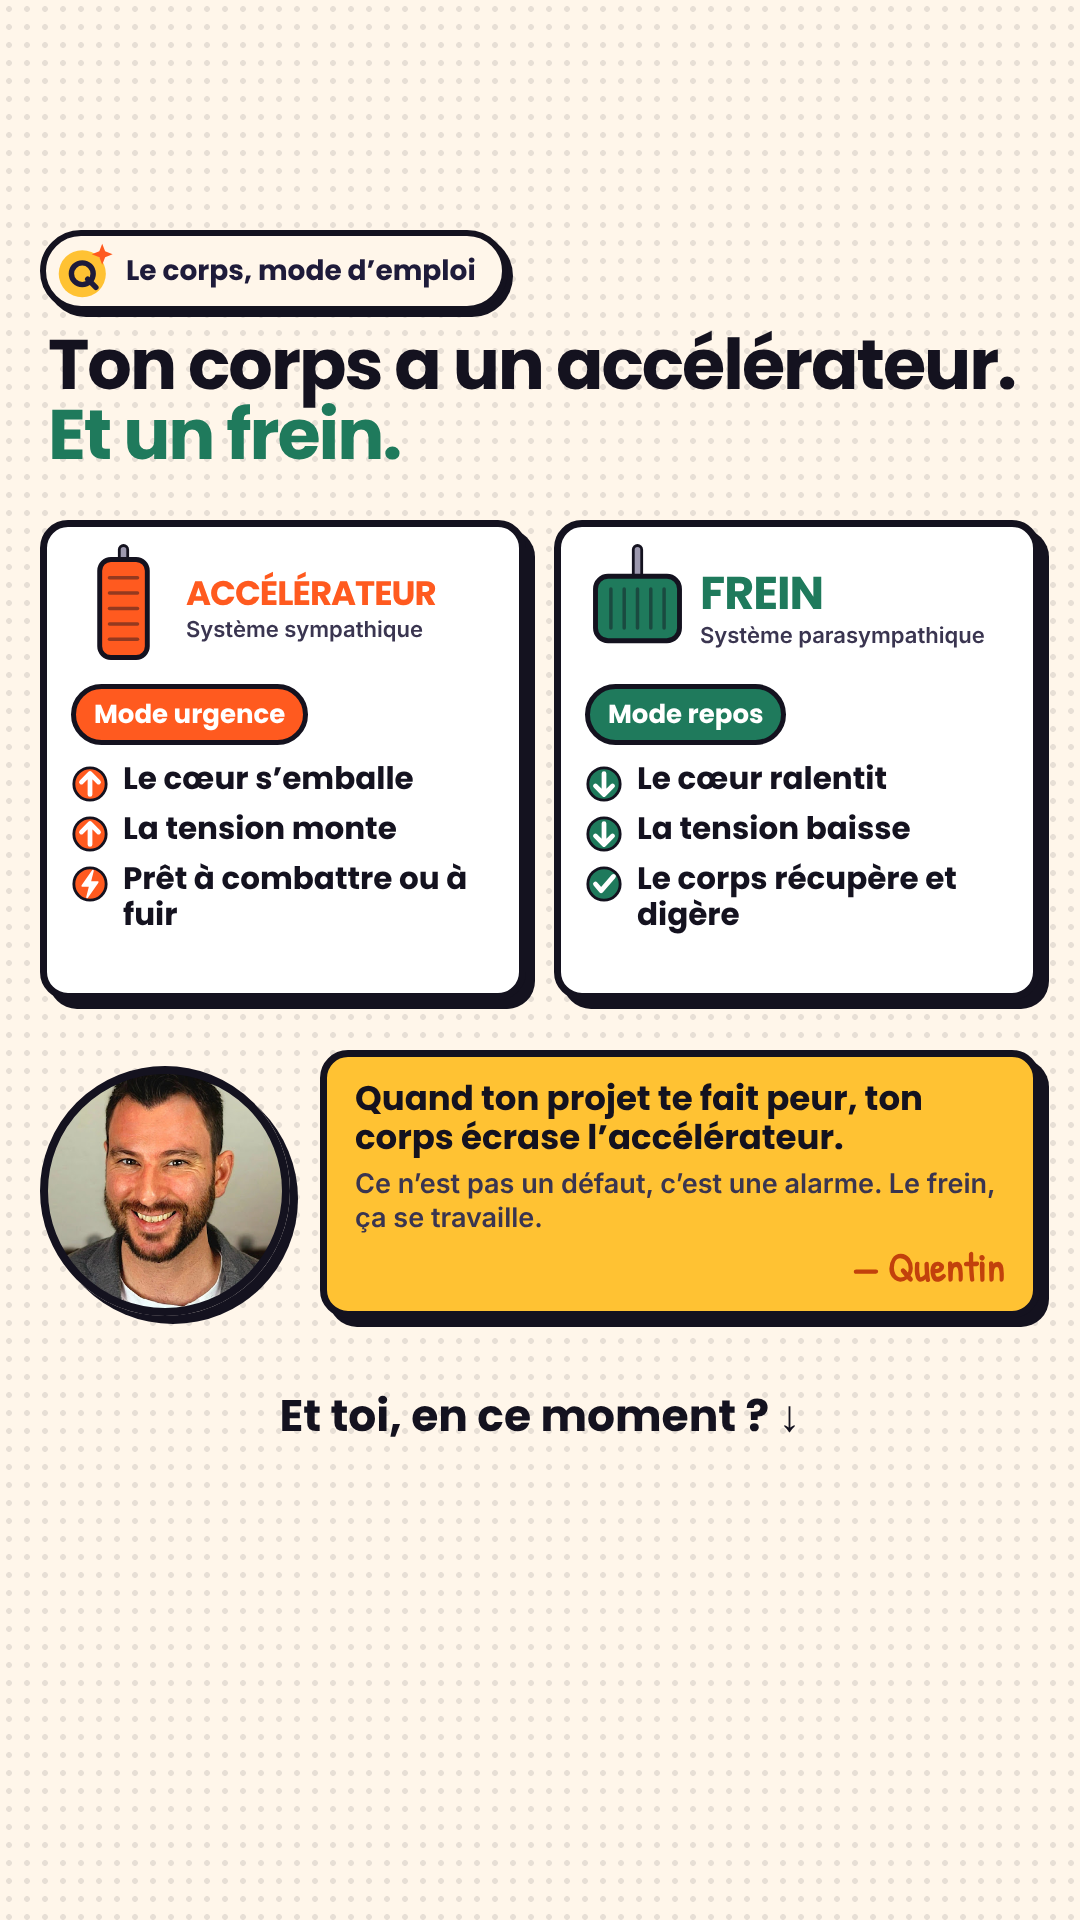 Q Le corps, mode d’emploi
Ton corps a un accélérateur.
Et un frein.
ACCÉLÉRATEUR
Système sympathique
Mode urgence
Le cœur s’emballe
La tension monte
Prêt à combattre ou à
fuir
FREIN
Système parasympathique
Mode repos
Le cœur ralentit
La tension baisse
Le corps récupère et
digère
Quand ton projet te fait peur, ton
corps écrase l’accélérateur.
Ce n’est pas un défaut, c’est une alarme. Le frein,
ça se travaille.
– Quentin
Et toi, en ce moment ? ↓